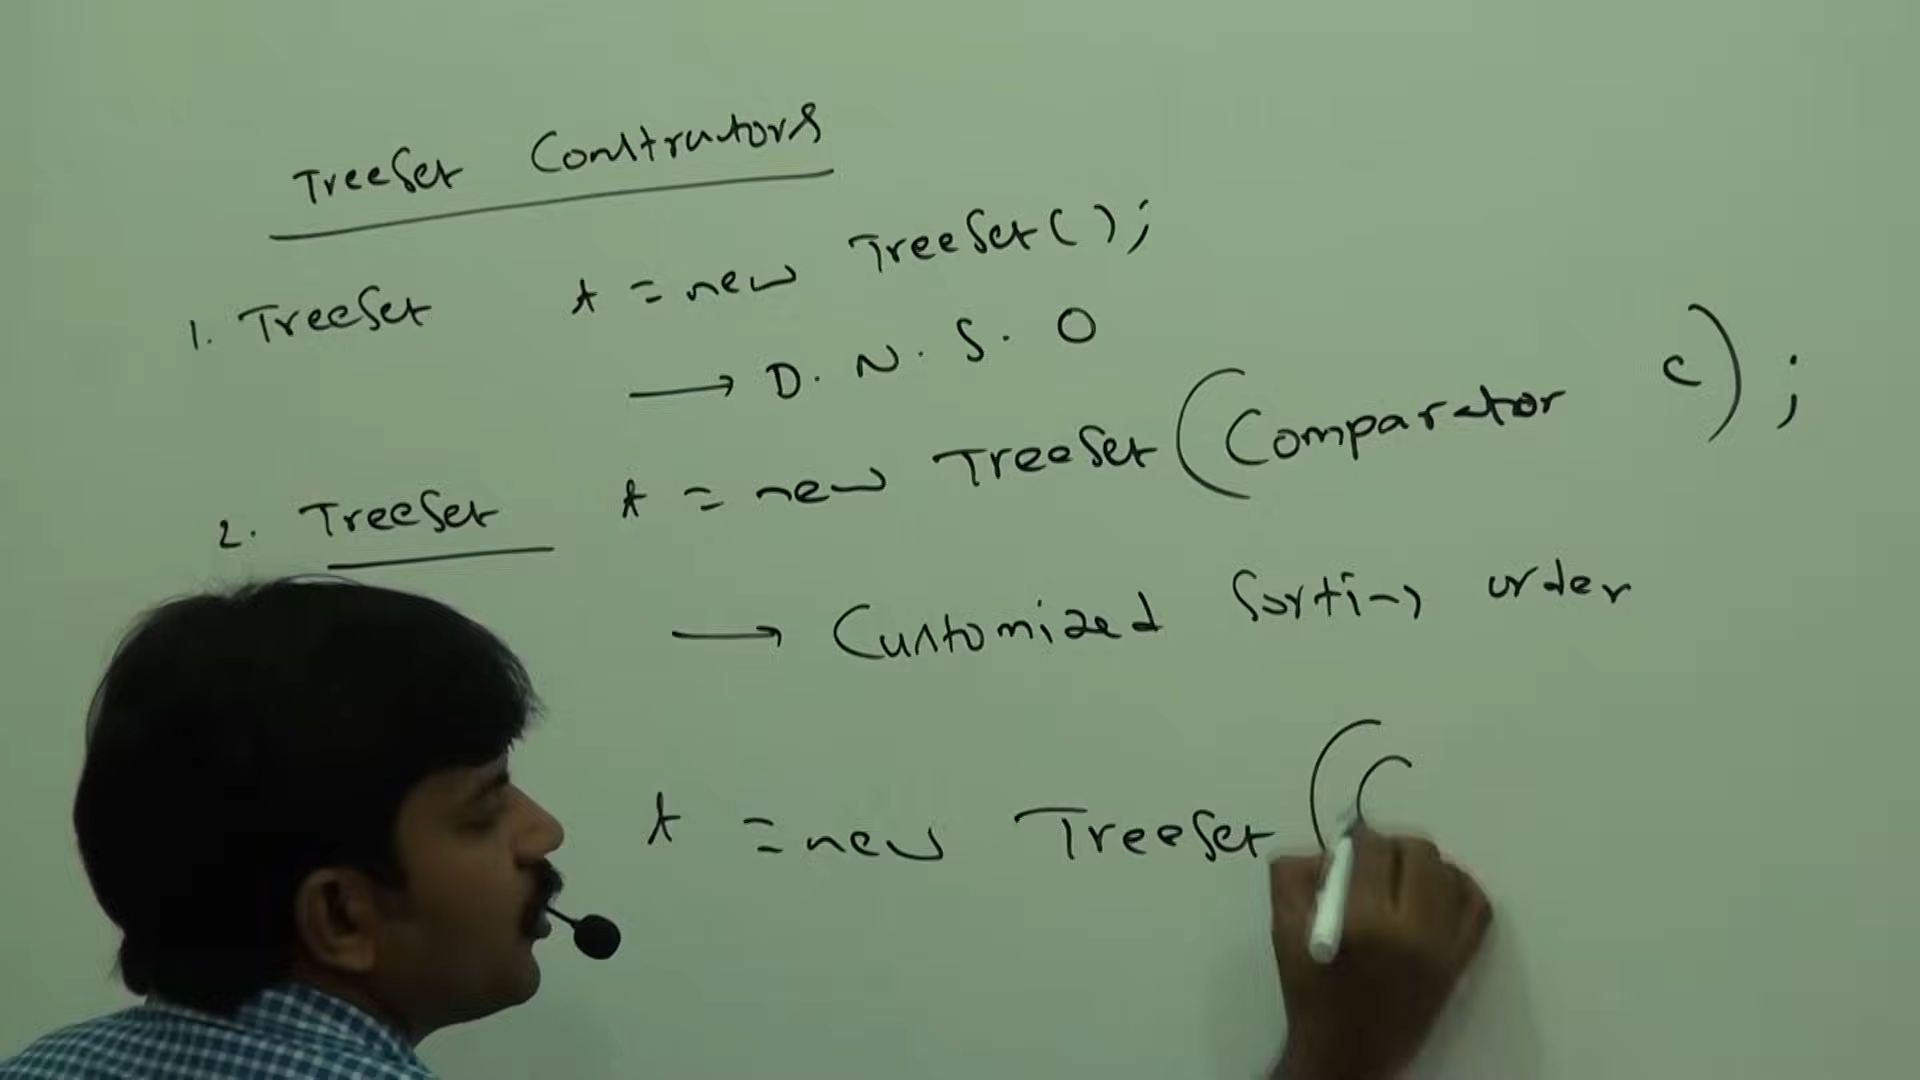 TreeSet Constructors
1. TreeSet t = new TreeSet();
→ D. N. S. O
2. TreeSet t = new TreeSet(Comparator c);
→ Customized Sorting order
t = new TreeSet(C